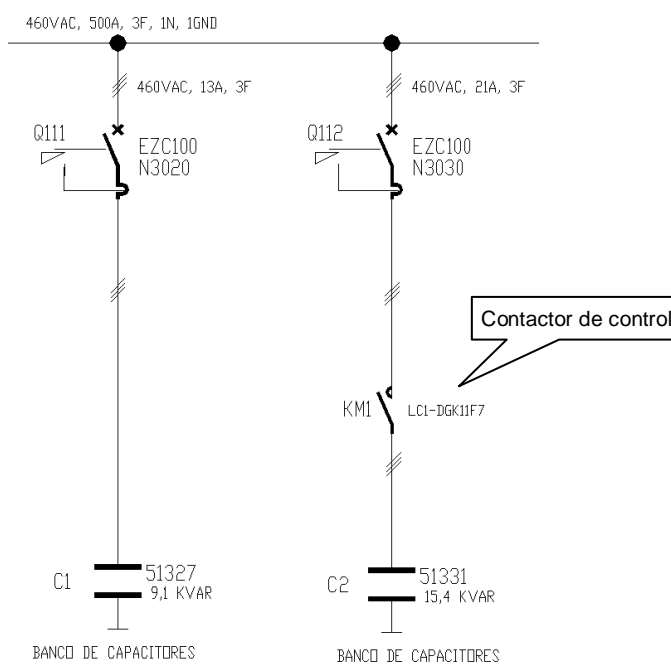 460VAC, 500A, 3F, 1N, 1GND
460VAC, 13A, 3F
460VAC, 21A, 3F
Q111
EZC100
N3020
Q112
EZC100
N3030
Contactor de control
KM1
LC1-DGK11F7
C1
51327
9,1 KVAR
C2
51331
15,4 KVAR
BANCO DE CAPACITORES
BANCO DE CAPACITORES